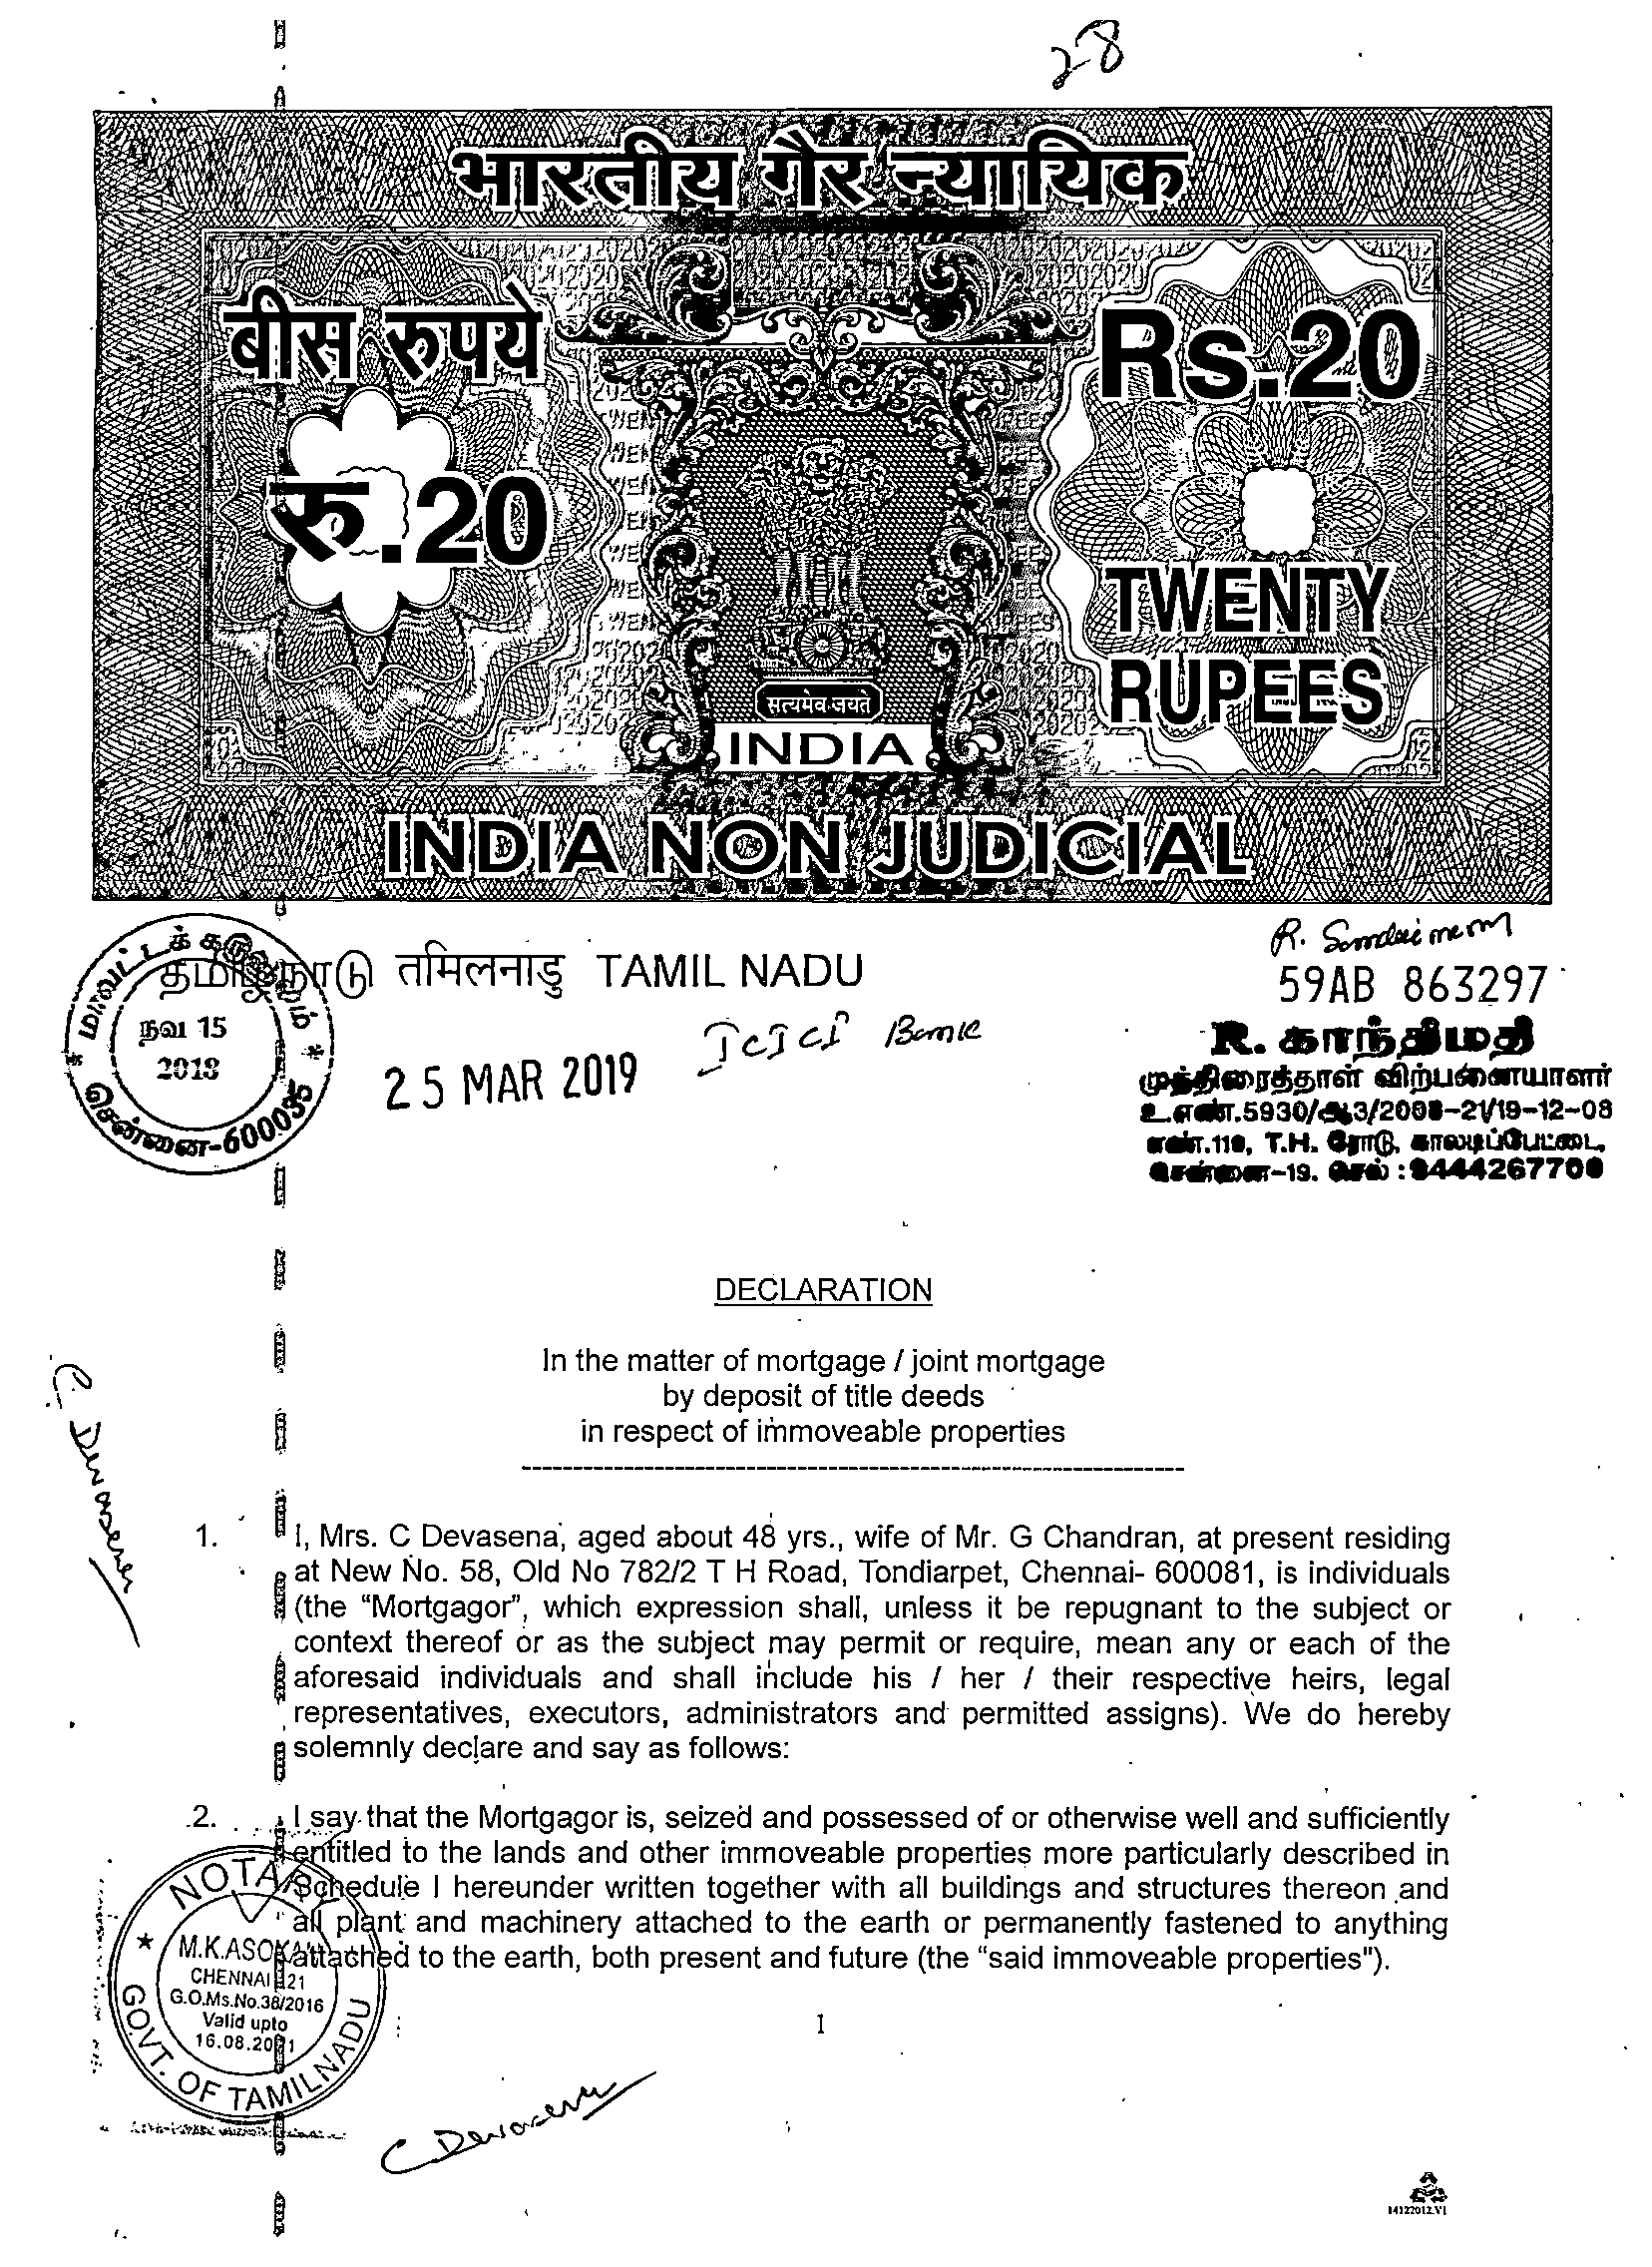 28
भारतीय गैर न्यायिक
बीस रुपये
Rs.20
रु.20
TWENTY
RUPEES
सत्यमेव जयते
INDIA
INDIA NON JUDICIAL
தமிழ்நாடு तमिलनाडु TAMIL NADU
59AB 863297
மாவட்டக் கருவூலம்
நவ 15
2018
சென்னை-600035
25 MAR 2019
ICICI Bank
R. காந்திமதி
முத்திரைத்தாள் விற்பனையாளர்
உ.எண்.5930/ஆ3/2008-21/19-12-08
எண்.110, T.H. ரோடு, காலடிப்பேட்டை,
சென்னை-19. செல் :9444267700
DECLARATION
In the matter of mortgage / joint mortgage
by deposit of title deeds
in respect of immoveable properties
C. Devasena
1. I, Mrs. C Devasena, aged about 48 yrs., wife of Mr. G Chandran, at present residing
at New No. 58, Old No 782/2 T H Road, Tondiarpet, Chennai- 600081, is individuals
(the “Mortgagor”, which expression shall, unless it be repugnant to the subject or
context thereof or as the subject may permit or require, mean any or each of the
aforesaid individuals and shall include his / her / their respective heirs, legal
representatives, executors, administrators and permitted assigns). We do hereby
solemnly declare and say as follows:
2. I say that the Mortgagor is, seized and possessed of or otherwise well and sufficiently
entitled to the lands and other immoveable properties more particularly described in
Schedule I hereunder written together with all buildings and structures thereon and
all plant and machinery attached to the earth or permanently fastened to anything
attached to the earth, both present and future (the “said immoveable properties”).
NOTARY
M.K.ASOKAN
CHENNAI-21
G.O.Ms.No.38/2016
Valid upto
16.08.2021
GOVT. OF TAMILNADU
1
C Devasena
14122012.V1